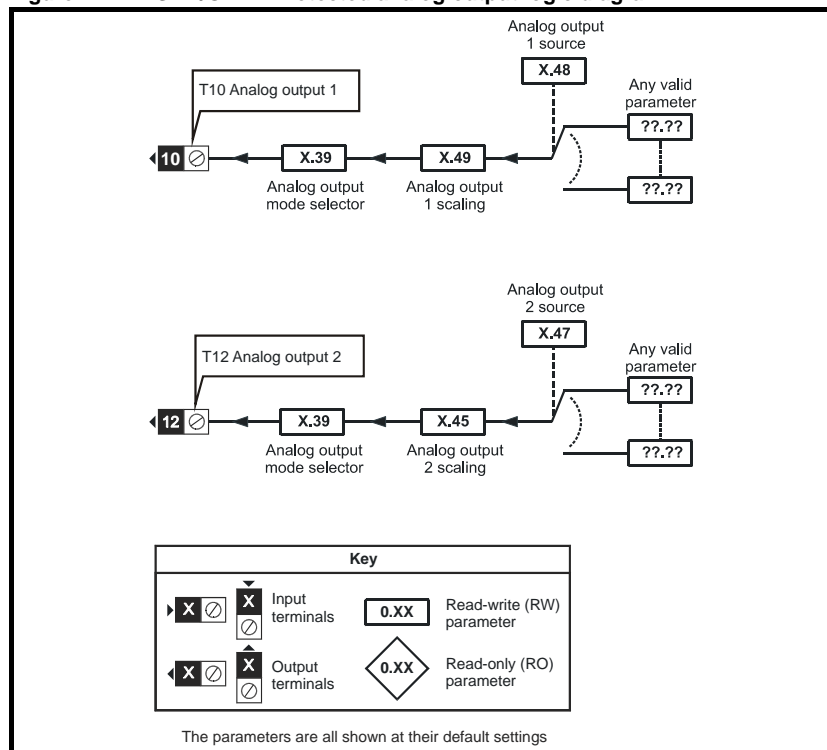 Analog output
1 source
X.48
Any valid
parameter
T10 Analog output 1
??.??
10
X.39
X.49
Analog output
mode selector
Analog output
1 scaling
??.??
Analog output
2 source
X.47
Any valid
parameter
T12 Analog output 2
??.??
12
X.39
X.45
Analog output
mode selector
Analog output
2 scaling
??.??
Key
X
X
Input
terminals
0.XX
Read-write (RW)
parameter
X
X
Output
terminals
0.XX
Read-only (RO)
parameter
The parameters are all shown at their default settings